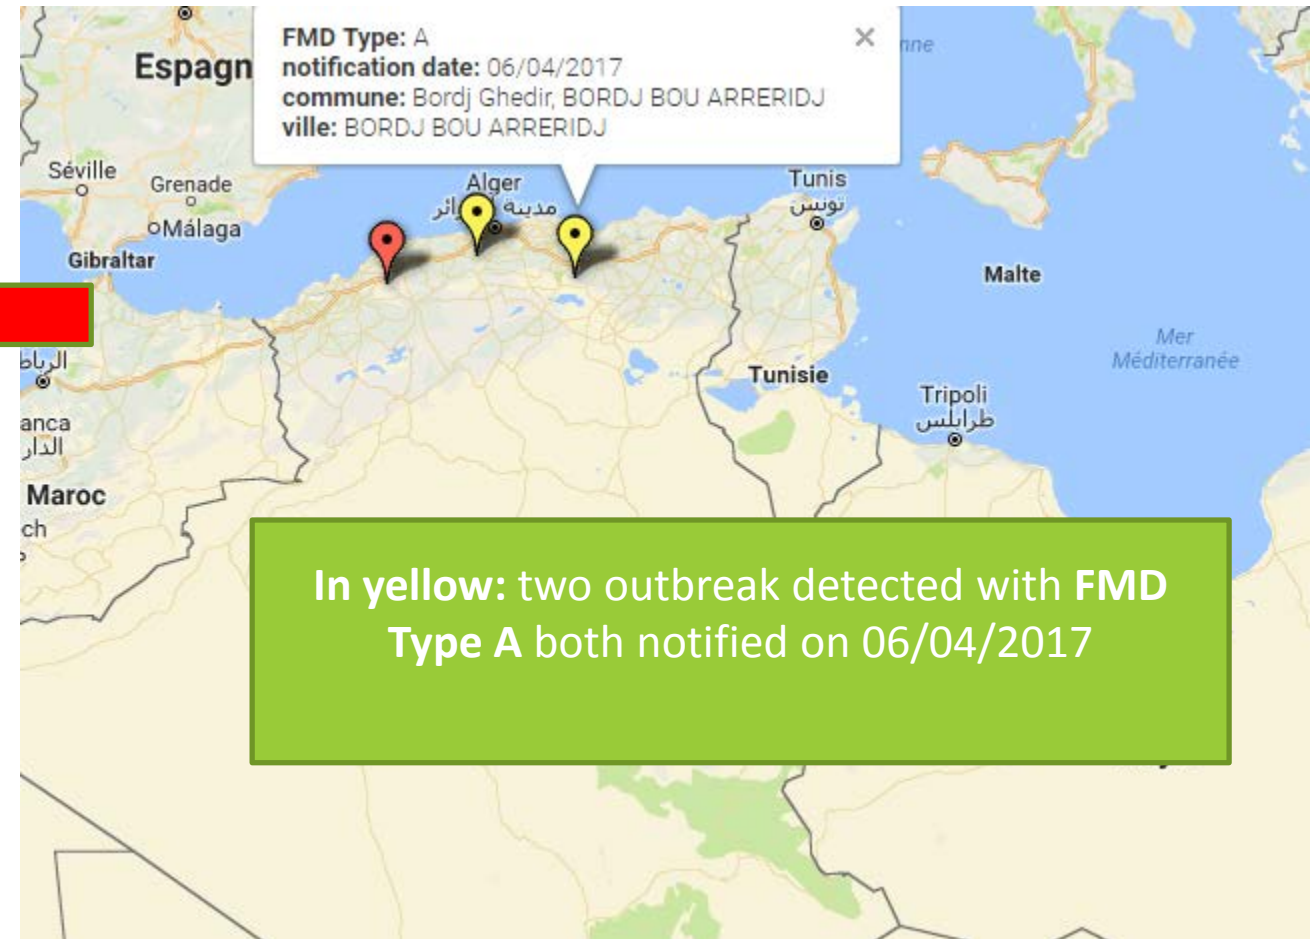 Espagn
FMD Type: A
notification date: 06/04/2017
commune: Bordj Ghedir, BORDJ BOU ARRERIDJ
ville: BORDJ BOU ARRERIDJ
Séville
Grenade
Málaga
Gibraltar
Alger
مدينة
Tunis
تونس
Malte
Mer
Méditerranée
Tunisie
Tripoli
طرابلس
anca
الدار
Maroc
ch
In yellow: two outbreak detected with FMD
Type A both notified on 06/04/2017